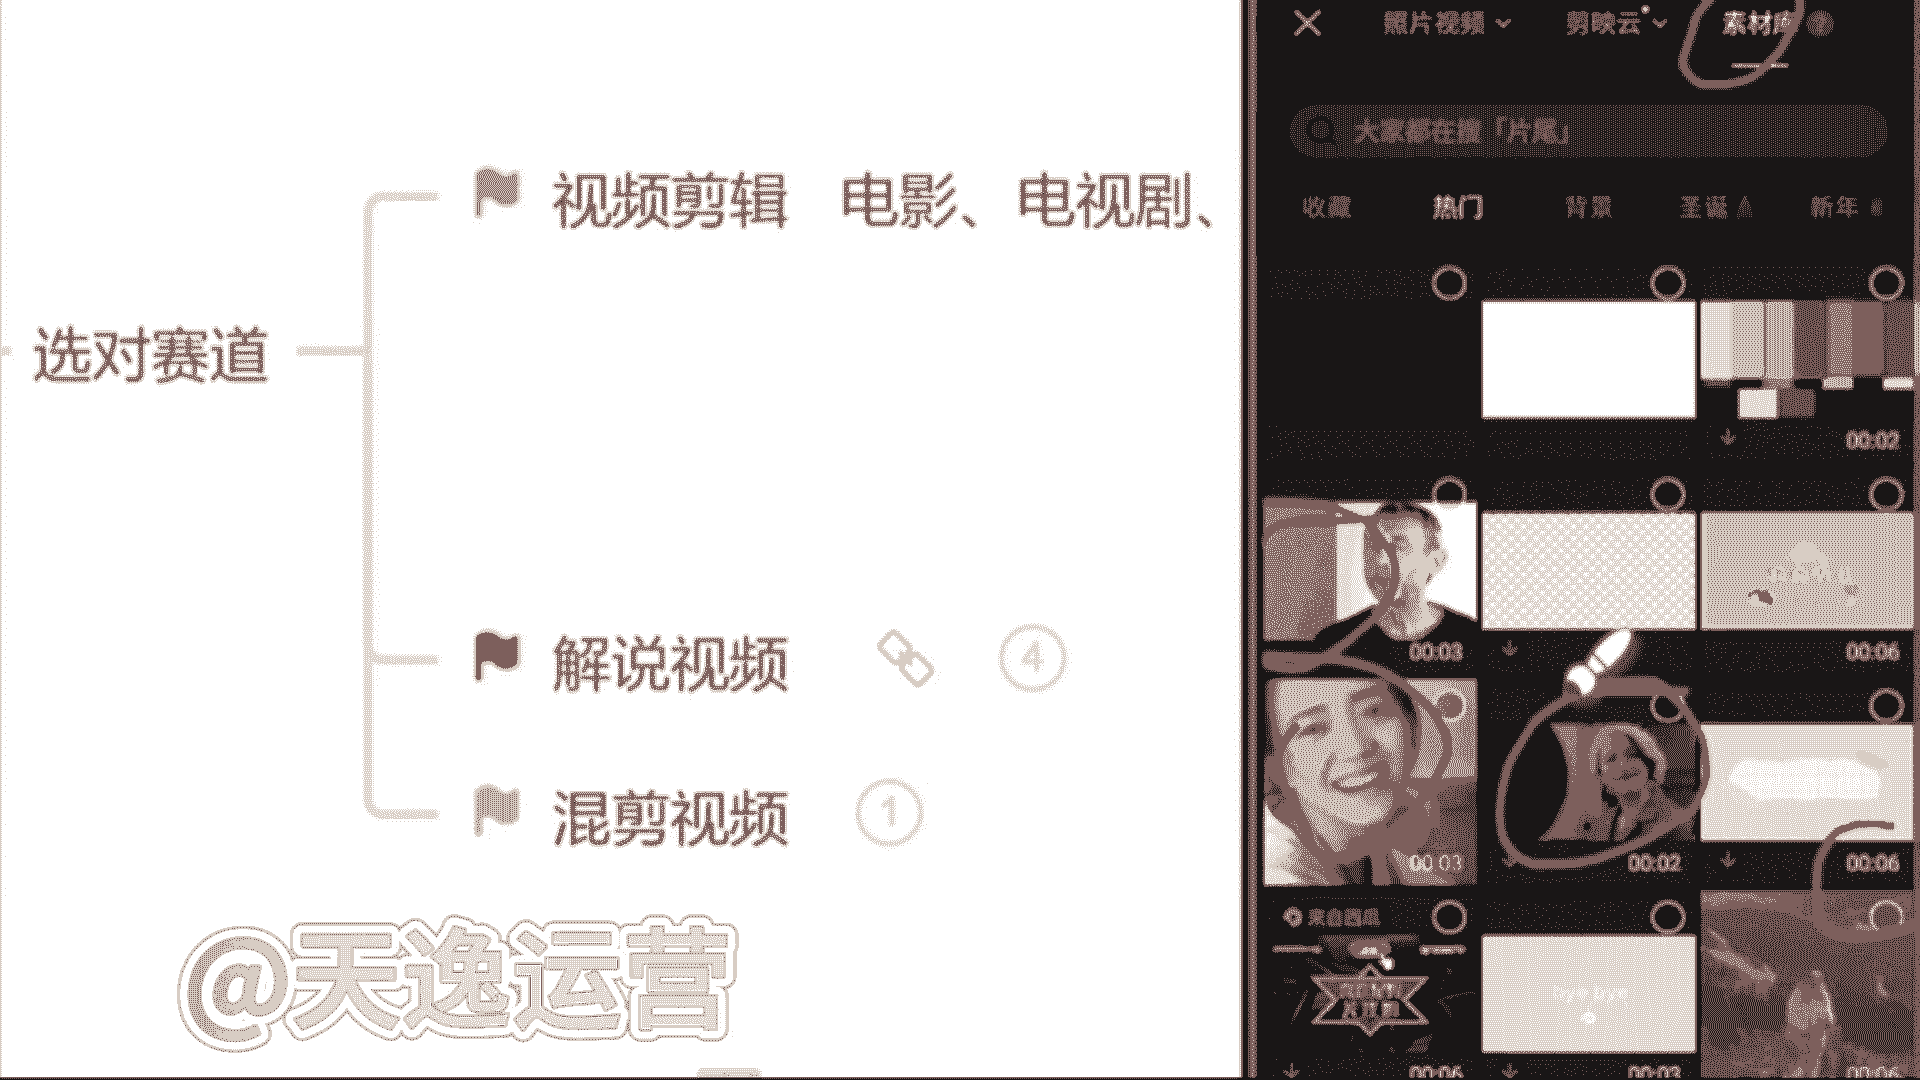 选对赛道
视频剪辑 电影、电视剧、
解说视频 4
混剪视频 1
@天逸运营
照片视频 剪映云 素材库
大家都在搜「片尾」
收藏 热门 背景 圣诞 新年
00:02
00:03 00:06
00:03 00:02 00:06
来自西瓜
00:06 00:03 00:06